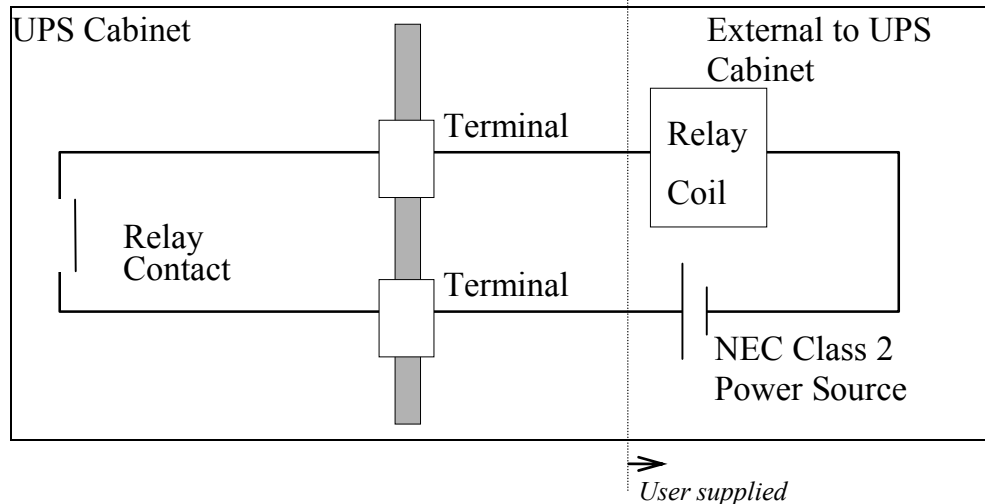 UPS Cabinet
External to UPS
Cabinet
Terminal
Relay
Coil
Relay
Contact
Terminal
NEC Class 2
Power Source
User supplied